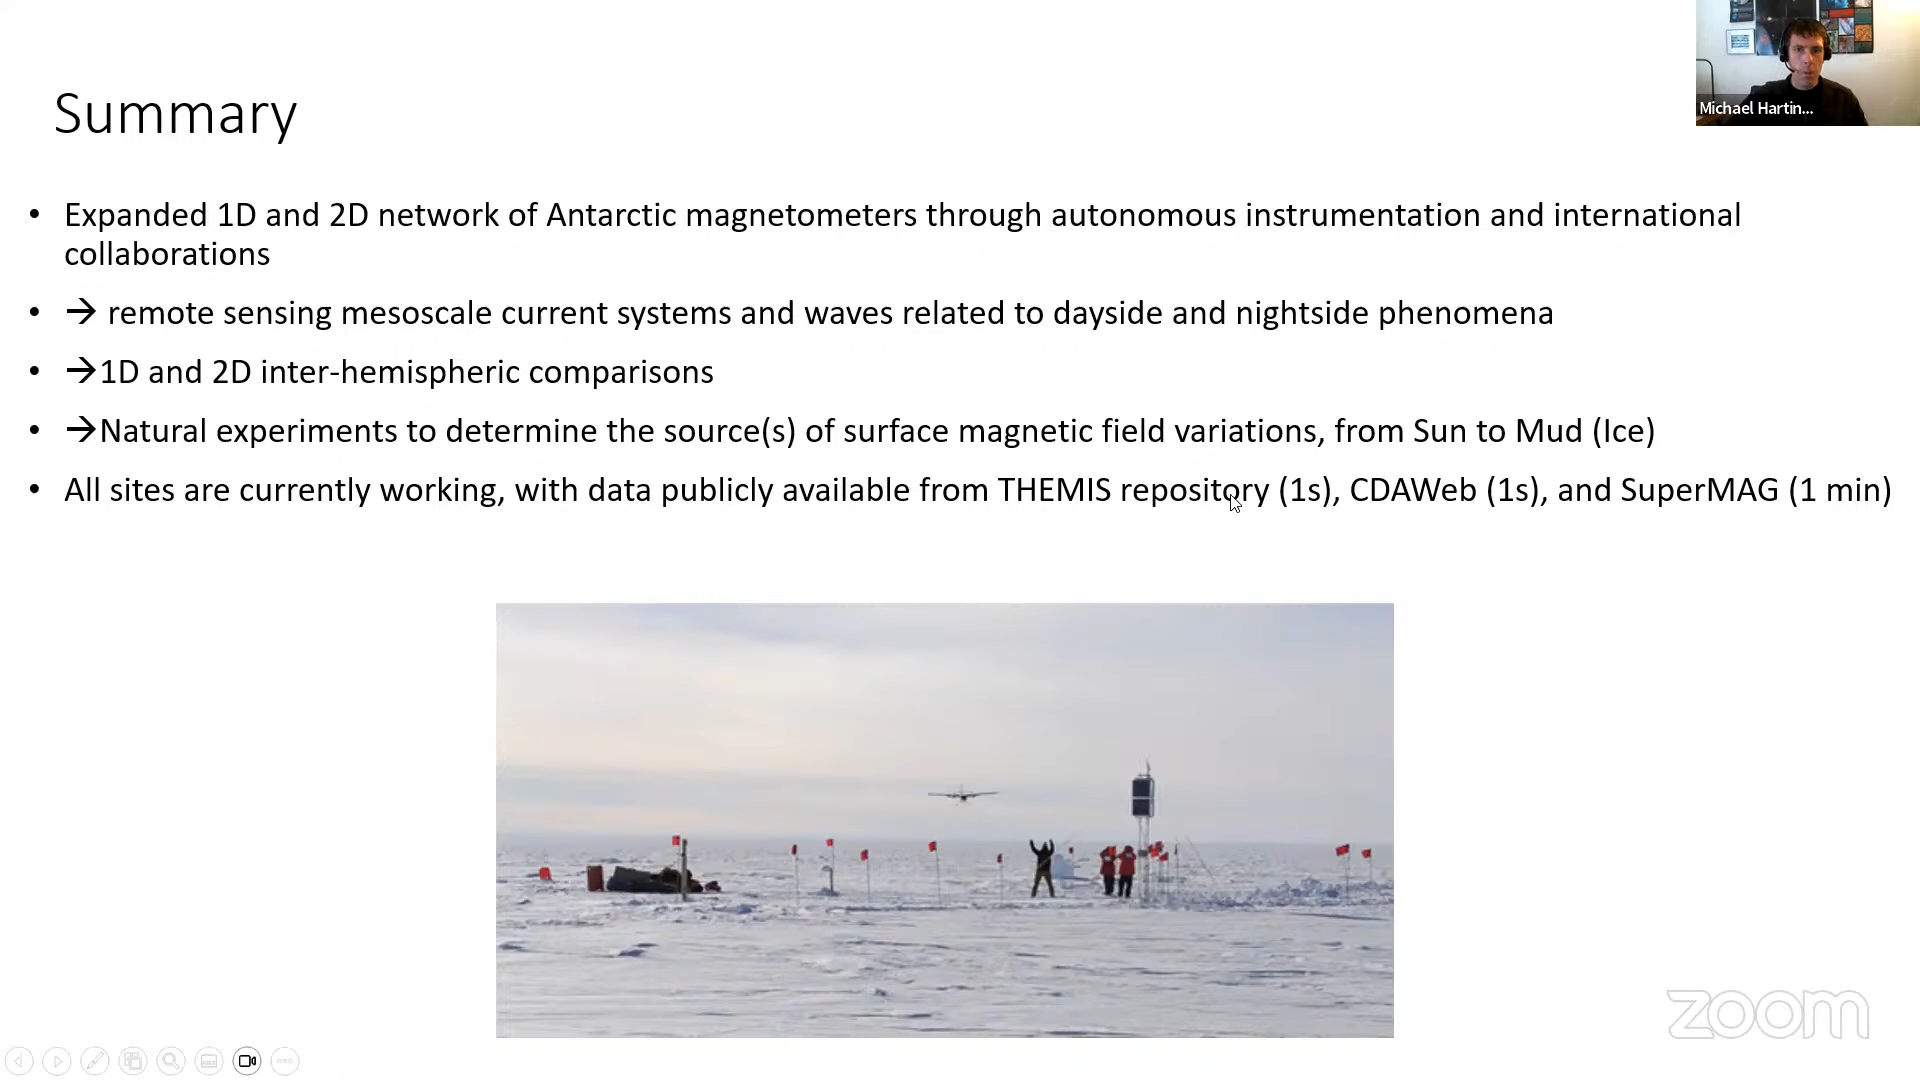 Michael Hartin...
Summary
• Expanded 1D and 2D network of Antarctic magnetometers through autonomous instrumentation and international
collaborations
• → remote sensing mesoscale current systems and waves related to dayside and nightside phenomena
• →1D and 2D inter-hemispheric comparisons
• →Natural experiments to determine the source(s) of surface magnetic field variations, from Sun to Mud (Ice)
• All sites are currently working, with data publicly available from THEMIS repository (1s), CDAWeb (1s), and SuperMAG (1 min)
zoom